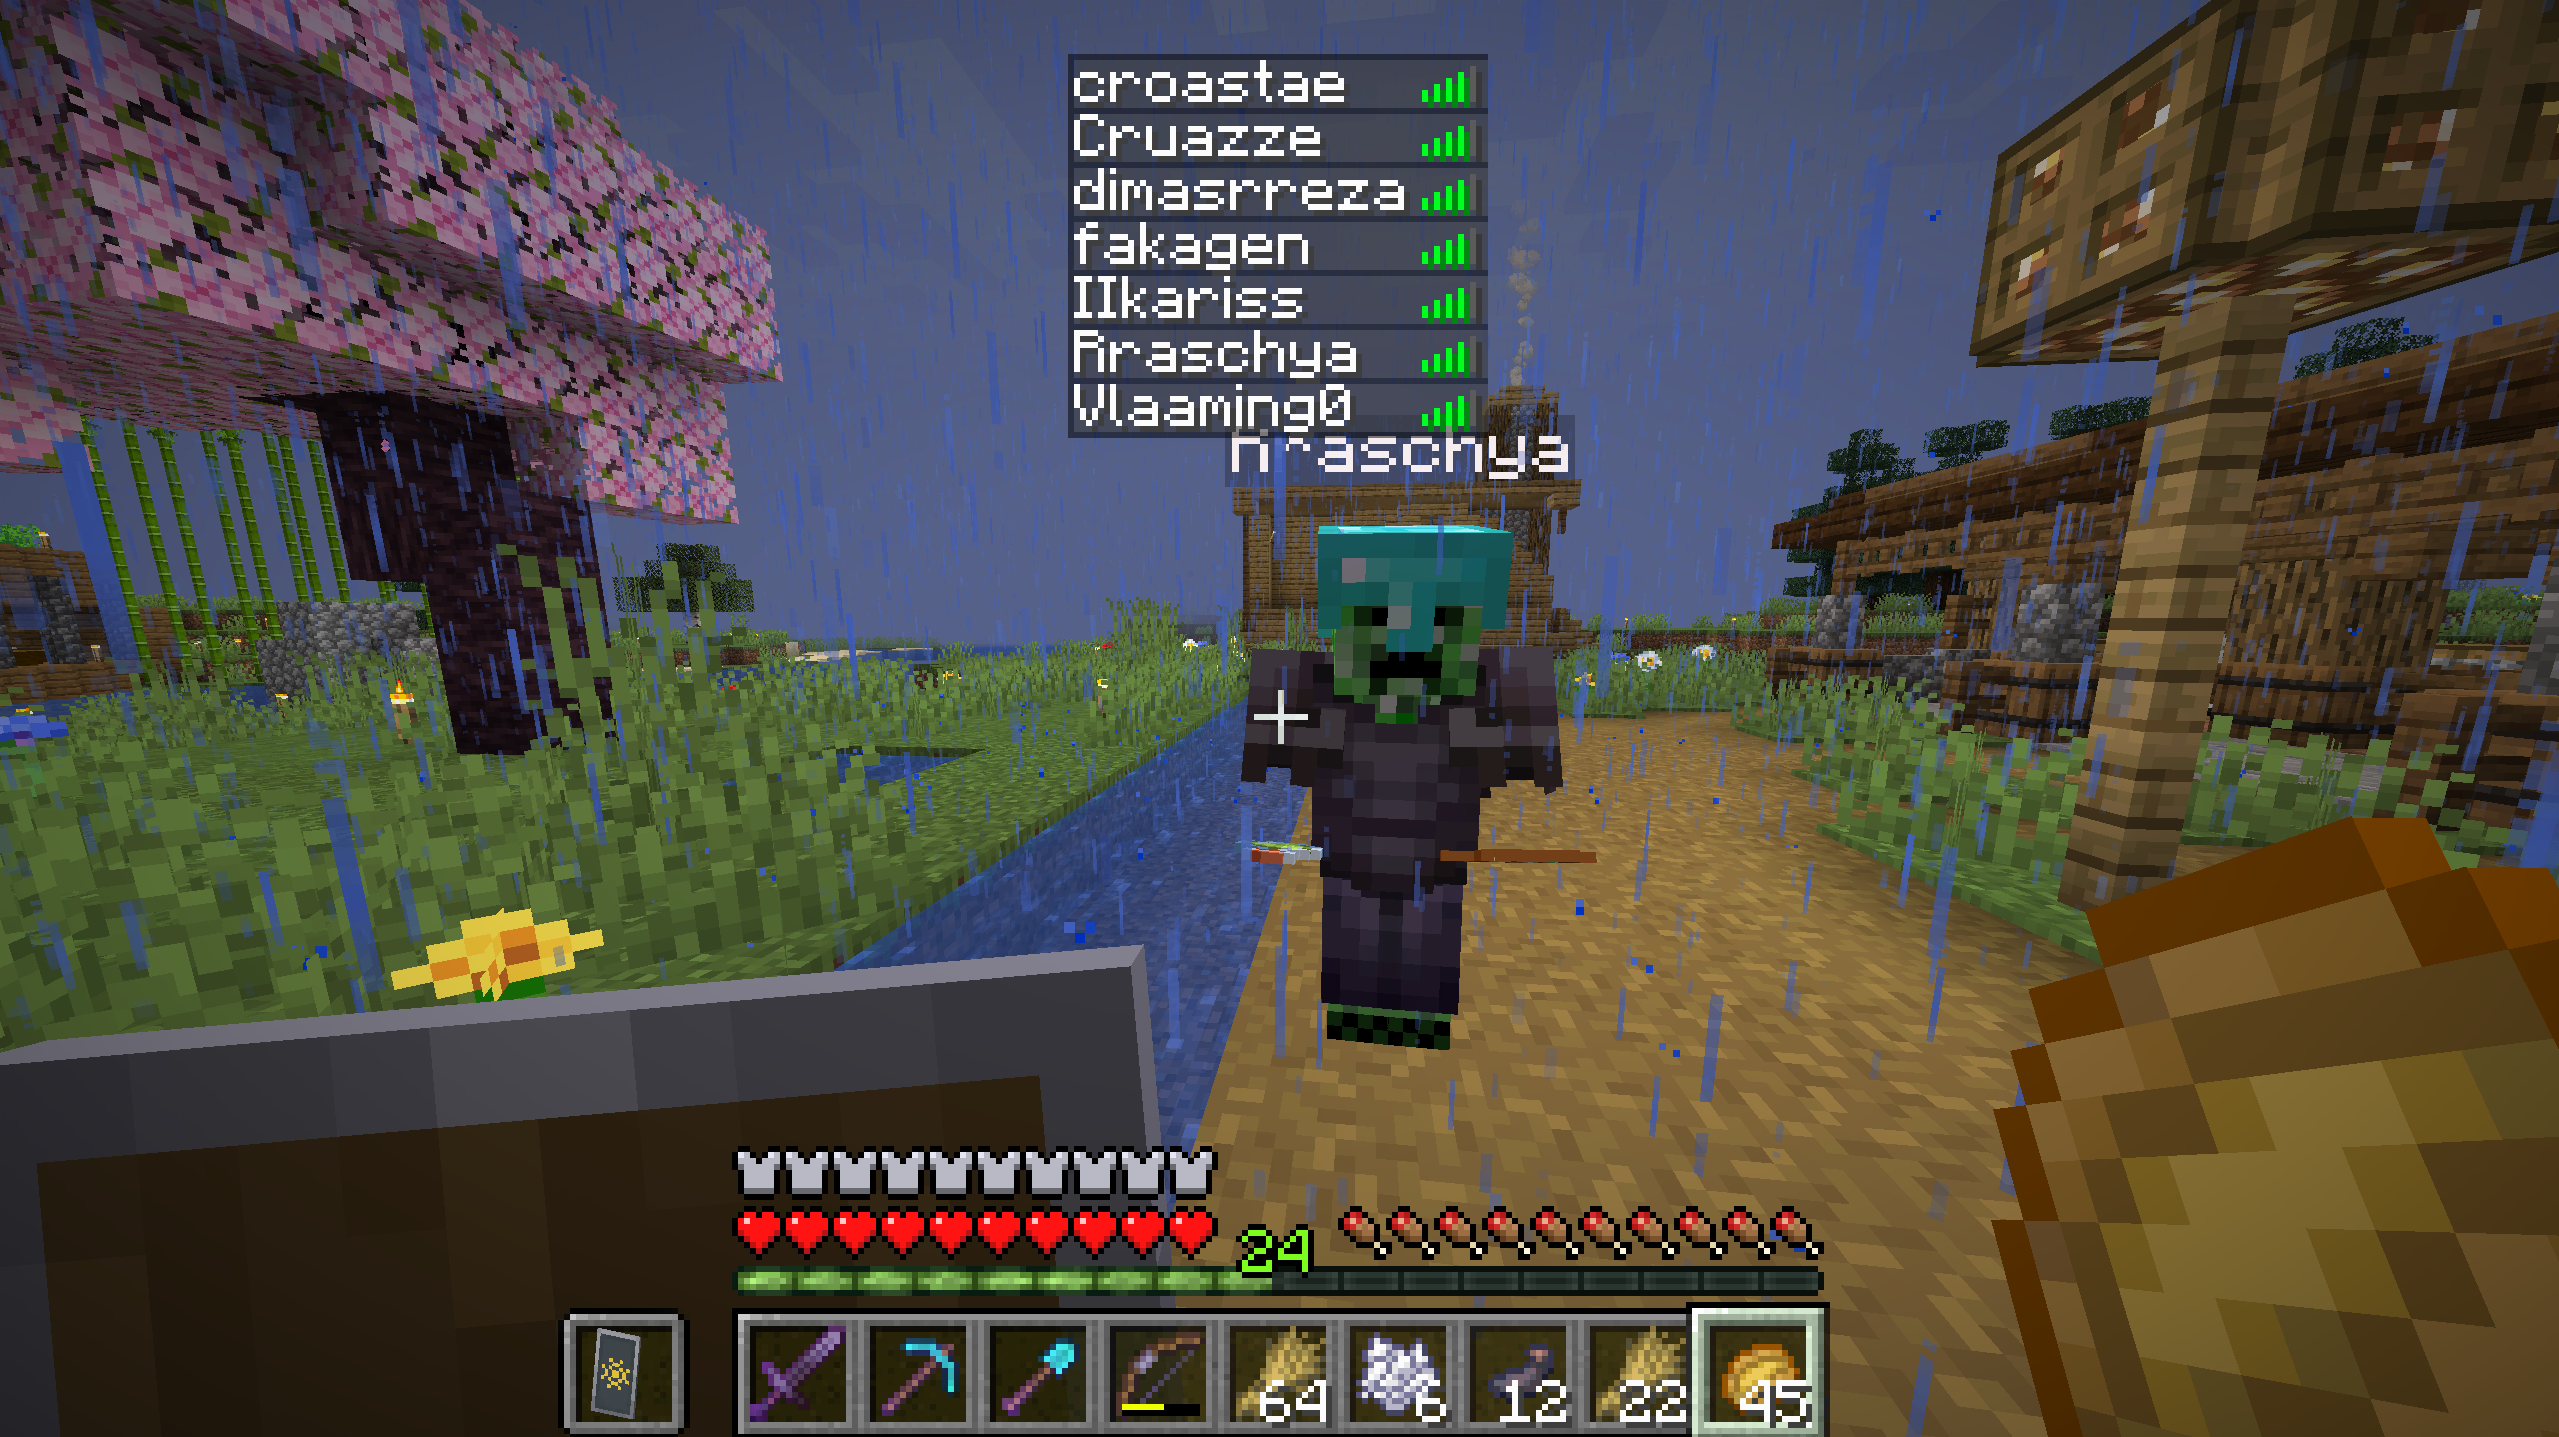 croastae
Cruazze
dimasrreza
fakagen
IIkariss
Rraschya
Vlaaming0
Rraschya
24
64
6
12
22
45